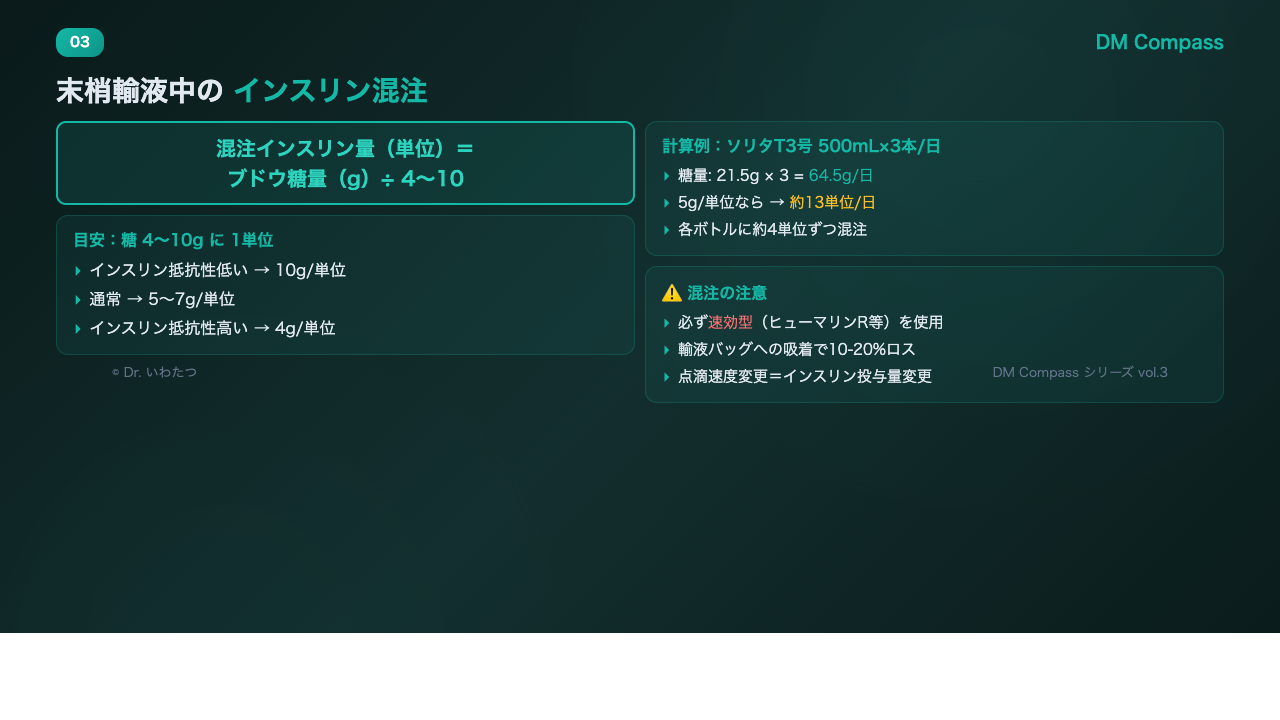 03
DM Compass
末梢輸液中の インスリン混注
混注インスリン量（単位）＝
ブドウ糖量（g）÷ 4〜10
目安：糖 4〜10g に 1単位
インスリン抵抗性低い → 10g/単位
通常 → 5〜7g/単位
インスリン抵抗性高い → 4g/単位
© Dr. いわたつ
計算例：ソリタT3号 500mL×3本/日
糖量: 21.5g × 3 = 64.5g/日
5g/単位なら → 約13単位/日
各ボトルに約4単位ずつ混注
⚠️ 混注の注意
必ず速効型（ヒューマリンR等）を使用
輸液バッグへの吸着で10-20%ロス
点滴速度変更＝インスリン投与量変更
DM Compass シリーズ vol.3